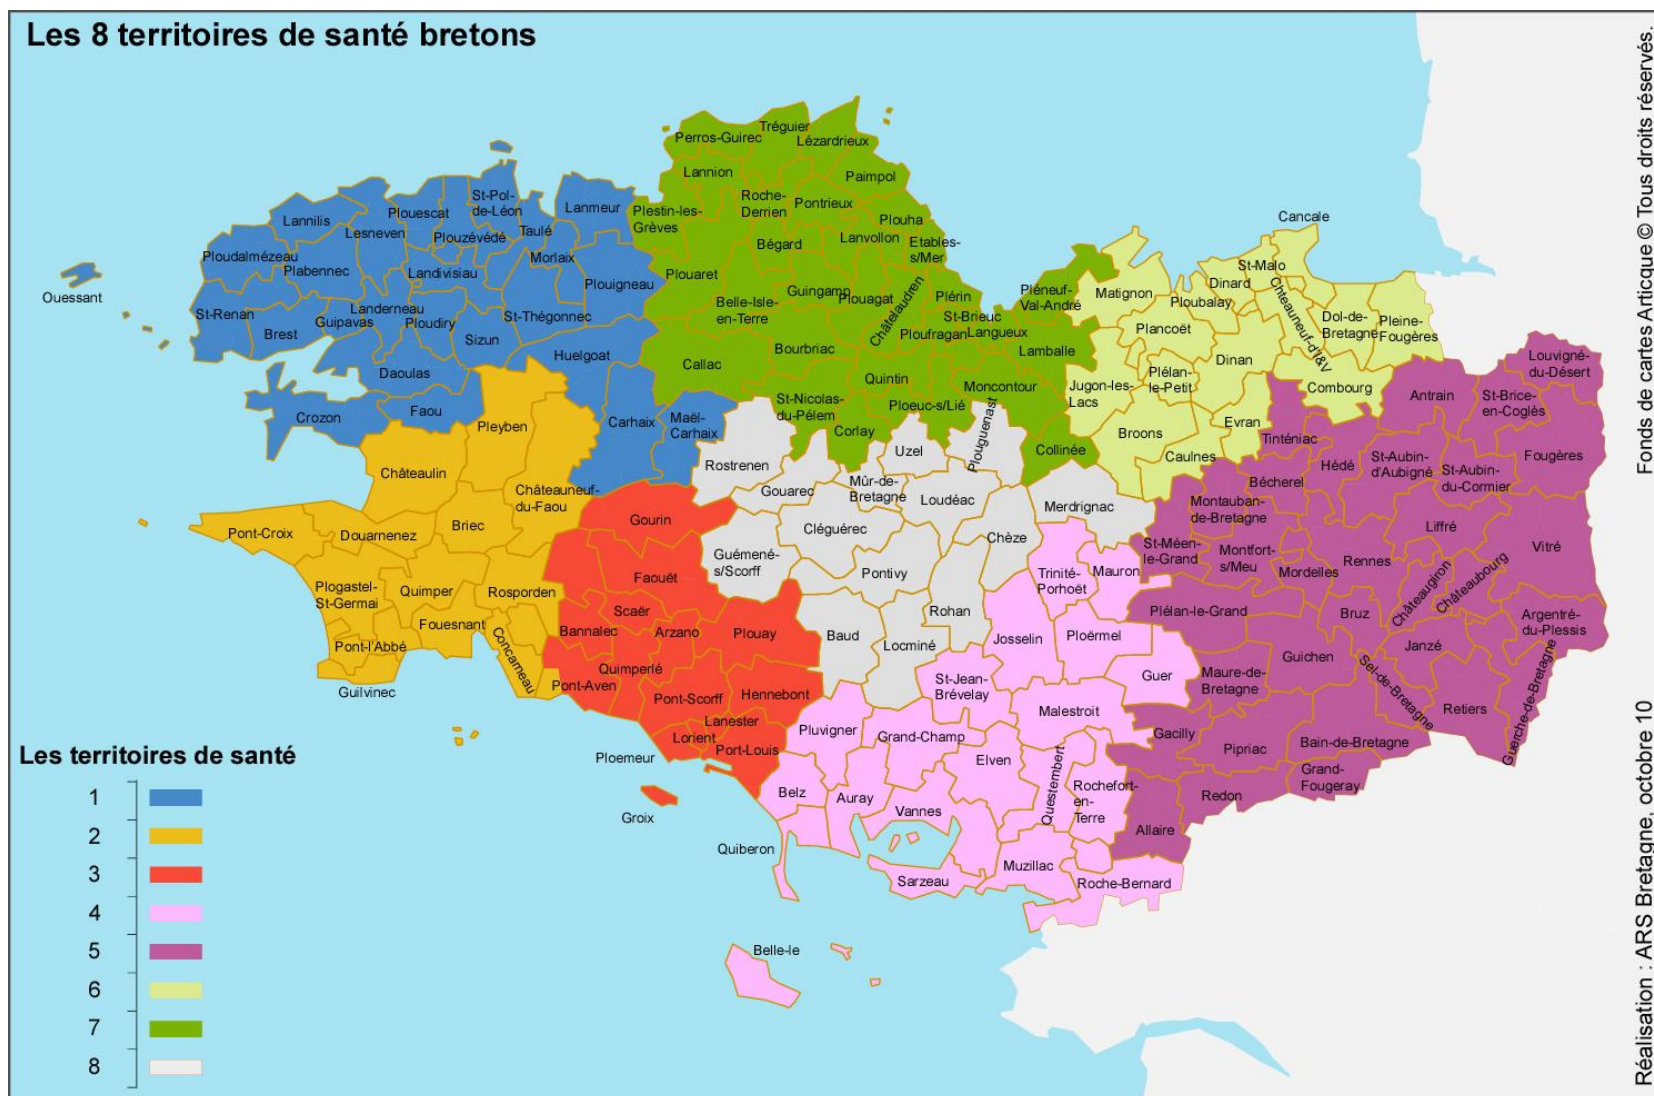 Les 8 territoires de santé bretons
Fonds de cartes Articque © Tous droits réservés.
Réalisation : ARS Bretagne, octobre 10
Perros-Guirec
Tréguier
Lézardrieux
Lannion
Paimpol
Roche-
Derrien
Pontrieux
Plestin-les-
Grèves
Plouha
Lanvollon
Bégard
Etables-
s/Mer
Plouaret
Guingamp
Plouagat
Châtelaudren
Plérin
Belle-Isle-
en-Terre
St-Brieuc
Ploufragan
Langueux
Pléneuf-
Val-André
Lamballe
Bourbriac
Callac
Quintin
Moncontour
St-Nicolas-
du-Pélem
Ploeuc-s/Lié
Corlay
Collinée
Lannilis
Plouescat
St-Pol-
de-Léon
Lanmeur
Lesneven
Plouzévédé
Taulé
Ploudalmézeau
Plabennec
Landivisiau
Morlaix
Plouigneau
Ouessant
St-Renan
Brest
Guipavas
Landerneau
Ploudiry
St-Thégonnec
Sizun
Huelgoat
Daoulas
Faou
Crozon
Carhaix
Maël-
Carhaix
Pleyben
Châteaulin
Châteauneuf-
du-Faou
Pont-Croix
Douarnenez
Briec
Plogastel-
St-Germai
Quimper
Rosporden
Fouesnant
Concarneau
Pont-l'Abbé
Guilvinec
Gourin
Faouët
Scaër
Bannalec
Arzano
Plouay
Quimperlé
Pont-Aven
Pont-Scorff
Hennebont
Lanester
Lorient
Port-Louis
Ploemeur
Groix
Rostrenen
Uzel
Plouguenast
Gouarec
Mûr-de-
Bretagne
Loudéac
Merdrignac
Cléguérec
Chèze
Guémené-
s/Scorff
Pontivy
Rohan
Baud
Locminé
Trinité-
Porhoët
Mauron
Josselin
Ploërmel
Guer
St-Jean-
Brévelay
Malestroit
Pluvigner
Grand-Champ
Elven
Questembert
Rochefort-
en-
Terre
Belz
Auray
Vannes
Quiberon
Muzillac
Sarzeau
Roche-Bernard
Belle-le
Cancale
St-Malo
Dinard
Matignon
Ploubalay
Chteauneuf-d'I&V
Dol-de-
Bretagne
Pleine-
Fougères
Plancoët
Dinan
Plélan-
le-Petit
Jugon-les-
Lacs
Combourg
Evran
Broons
Caulnes
Louvigné-
du-Désert
Antrain
St-Brice-
en-Coglès
Tinténiac
Hédé
St-Aubin-
d'Aubigné
St-Aubin-
du-Cormier
Fougères
Bécherel
Montauban-
de-Bretagne
Liffré
St-Méen-
le-Grand
Montfort-
s/Meu
Mordelles
Rennes
Vitré
Châteaugiron
Châteaubourg
Plélan-le-Grand
Bruz
Argentré-
du-Plessis
Janzé
Guichen
Maure-de-
Bretagne
Sel-de-Bretagne
Retiers
Guerche-de-Bretagne
Gacilly
Pipriac
Bain-de-Bretagne
Grand-
Fougeray
Redon
Allaire
Les territoires de santé
1
2
3
4
5
6
7
8